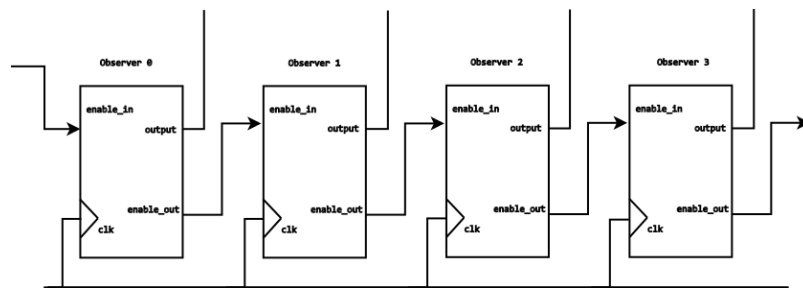 Observer 0
Observer 1
Observer 2
Observer 3
enable_in
output
enable_out
clk
enable_in
output
enable_out
clk
enable_in
output
enable_out
clk
enable_in
output
enable_out
clk